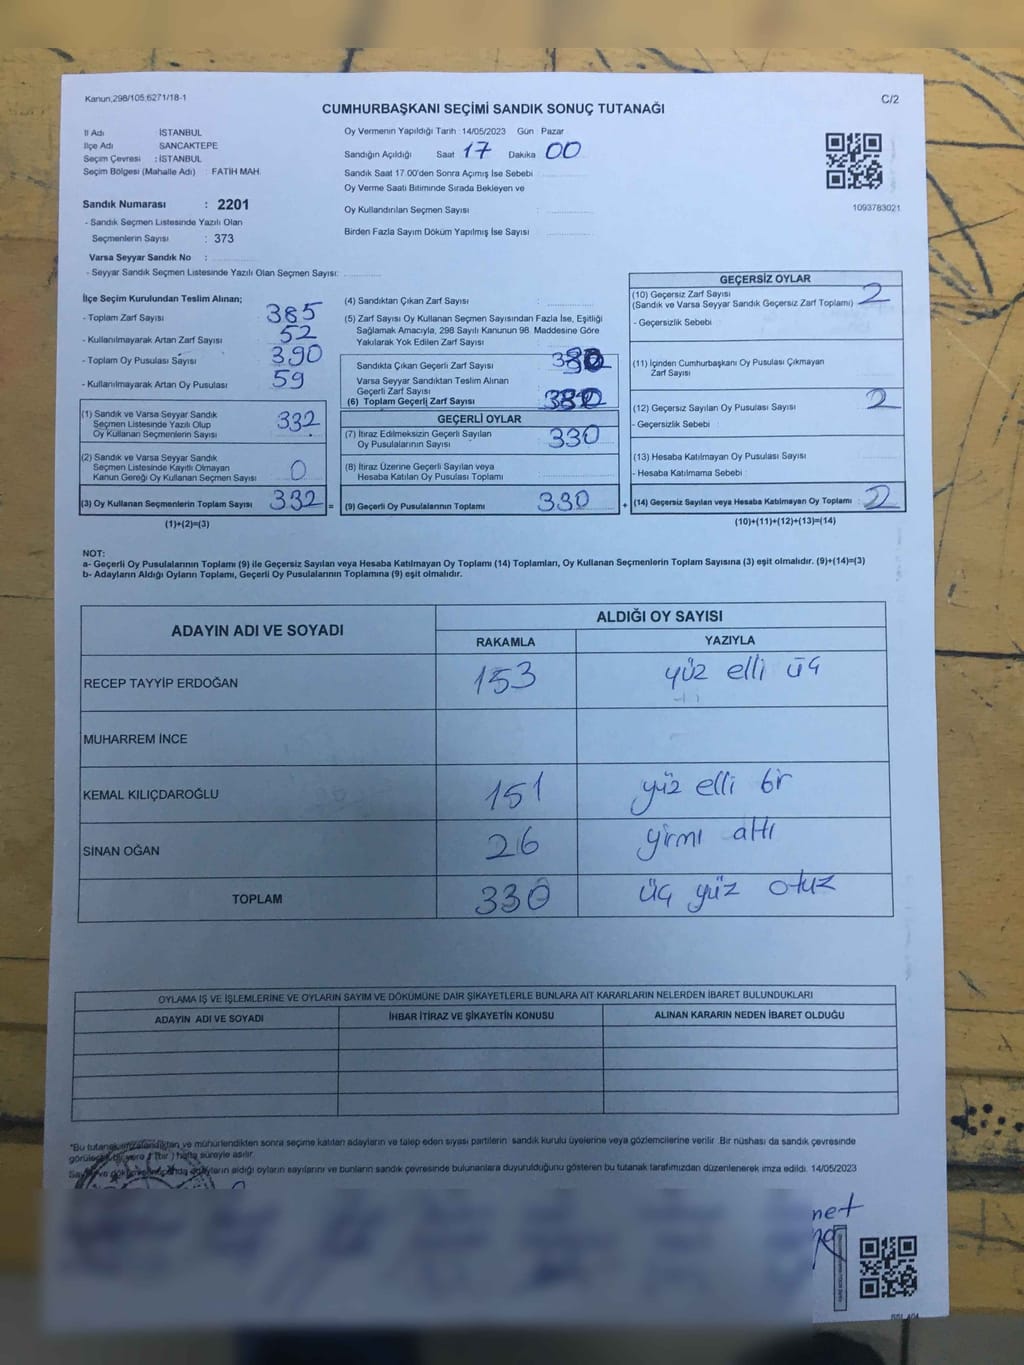 Kanun,298/105;6271/18-1
C/2
CUMHURBAŞKANI SEÇİMİ SANDIK SONUÇ TUTANAĞI
İl Adı İSTANBUL
İlçe Adı SANCAKTEPE
Seçim Çevresi : İSTANBUL
Seçim Bölgesi (Mahalle Adı) : FATİH MAH.
Oy Vermenin Yapıldığı Tarih : 14/05/2023 Gün : Pazar
Sandığın Açıldığı Saat 17 Dakika 00
Sandık Saat 17.00'den Sonra Açımış İse Sebebi
Oy Verme Saati Bitiminde Sırada Bekleyen ve
Oy Kullandırılan Seçmen Sayısı :
Birden Fazla Sayım Döküm Yapılmış İse Sayısı :
1093783021
Sandık Numarası : 2201
- Sandık Seçmen Listesinde Yazılı Olan
Seçmenlerin Sayısı : 373
Varsa Seyyar Sandık No :
- Seyyar Sandık Seçmen Listesinde Yazılı Olan Seçmen Sayısı:
İlçe Seçim Kurulundan Teslim Alınan;
- Toplam Zarf Sayısı 385
- Kullanılmayarak Artan Zarf Sayısı 52
- Toplam Oy Pusulası Sayısı 390
- Kullanılmayarak Artan Oy Pusulası 59
(1) Sandık ve Varsa Seyyar Sandık
Seçmen Listesinde Yazılı Olup
Oy Kullanan Seçmenlerin Sayısı 332
(2) Sandık ve Varsa Seyyar Sandık
Seçmen Listesinde Kayıtlı Olmayan
Kanun Gereği Oy Kullanan Seçmen Sayısı 0
(3) Oy Kullanan Seçmenlerin Toplam Sayısı 332 =
(1)+(2)=(3)
(4) Sandıktan Çıkan Zarf Sayısı :
(5) Zarf Sayısı Oy Kullanan Seçmen Sayısından Fazla İse, Eşitliği
Sağlamak Amacıyla, 298 Sayılı Kanunun 98. Maddesine Göre
Yakılarak Yok Edilen Zarf Sayısı :
Sandıkta Çıkan Geçerli Zarf Sayısı
Varsa Seyyar Sandıktan Teslim Alınan
Geçerli Zarf Sayısı
(6) Toplam Geçerli Zarf Sayısı
GEÇERLİ OYLAR
(7) İtiraz Edilmeksizin Geçerli Sayılan
Oy Pusulalarının Sayısı 330
(8) İtiraz Üzerine Geçerli Sayılan veya
Hesaba Katılan Oy Pusulası Toplamı
(9) Geçerli Oy Pusulalarının Toplamı 330 +
GEÇERSİZ OYLAR
(10) Geçersiz Zarf Sayısı
(Sandık ve Varsa Seyyar Sandık Geçersiz Zarf Toplamı) 2
- Geçersizlik Sebebi
(11) İçinden Cumhurbaşkanı Oy Pusulası Çıkmayan
Zarf Sayısı
(12) Geçersiz Sayılan Oy Pusulası Sayısı 2
- Geçersizlik Sebebi :
(13) Hesaba Katılmayan Oy Pusulası Sayısı
- Hesaba Katılmama Sebebi :
(14) Geçersiz Sayılan veya Hesaba Katılmayan Oy Toplamı : 2
(10)+(11)+(12)+(13)=(14)
NOT:
a- Geçerli Oy Pusulalarının Toplamı (9) ile Geçersiz Sayılan veya Hesaba Katılmayan Oy Toplamı (14) Toplamları, Oy Kullanan Seçmenlerin Toplam Sayısına (3) eşit olmalıdır. (9)+(14)=(3)
b- Adayların Aldığı Oyların Toplamı, Geçerli Oy Pusulalarının Toplamına (9) eşit olmalıdır.
ADAYIN ADI VE SOYADI
ALDIĞI OY SAYISI
RAKAMLA YAZIYLA
RECEP TAYYİP ERDOĞAN 153 yüz elli üç
MUHARREM İNCE
KEMAL KILIÇDAROĞLU 151 yüz elli bir
SİNAN OĞAN 26 yirmi altı
TOPLAM 330 üç yüz otuz
OYLAMA İŞ VE İŞLEMLERİNE VE OYLARIN SAYIM VE DÖKÜMÜNE DAİR ŞİKAYETLERLE BUNLARA AİT KARARLARIN NELERDEN İBARET BULUNDUKLARI
ADAYIN ADI VE SOYADI İHBAR İTİRAZ VE ŞİKAYETİN KONUSU ALINAN KARARIN NEDEN İBARET OLDUĞU
*Bu tutanak imzalandıktan ve mühürlendikten sonra seçime katılan adayların ve talep eden siyasi partilerin sandık kurulu üyelerine veya gözlemcilerine verilir. Bir nüshası da sandık çevresinde
görülecek bir yere 1 (bir) hafta süreyle asılır.
adayların aldığı oyların sayılarını ve bunların sandık çevresinde bulunanlara duyurulduğunu gösteren bu tutanak tarafımızdan düzenlenerek imza edildi. 14/05/2023
net